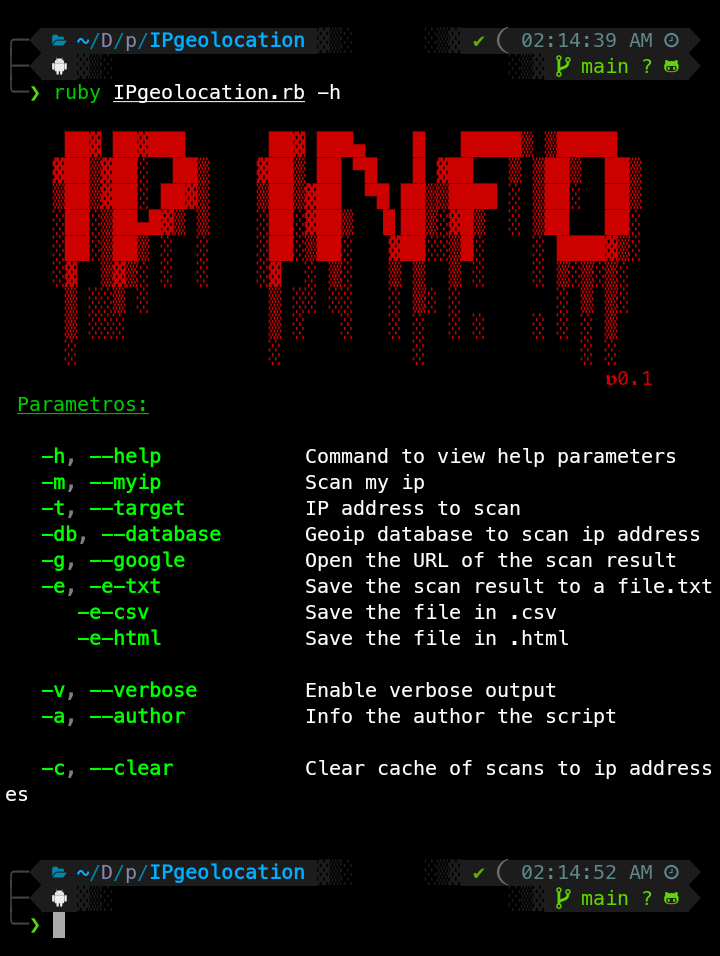 ~/D/p/IPgeolocation ✔ 02:14:39 AM
main ?
❯ ruby IPgeolocation.rb -h
IP INFO
v0.1
Parametros:
-h, --help Command to view help parameters
-m, --myip Scan my ip
-t, --target IP address to scan
-db, --database Geoip database to scan ip address
-g, --google Open the URL of the scan result
-e, -e-txt Save the scan result to a file.txt
-e-csv Save the file in .csv
-e-html Save the file in .html
-v, --verbose Enable verbose output
-a, --author Info the author the script
-c, --clear Clear cache of scans to ip address
es
~/D/p/IPgeolocation ✔ 02:14:52 AM
main ?
❯